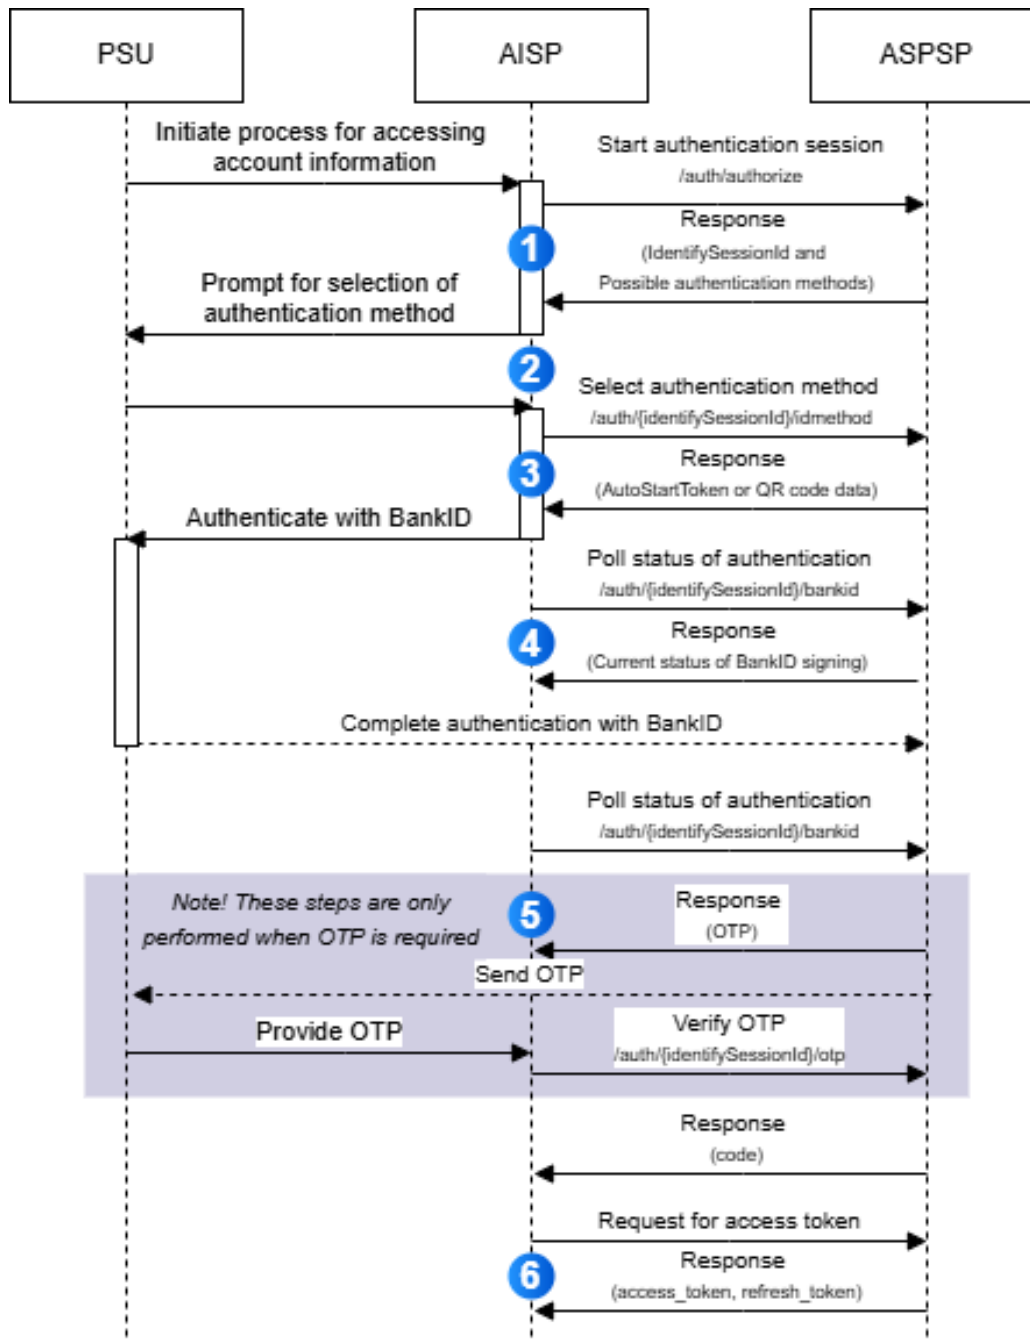 PSU
AISP
ASPSP
Initiate process for accessing
account information
Start authentication session
/auth/authorize
1
Response
(IdentifySessionId and
Possible authentication methods)
Prompt for selection of
authentication method
2
Select authentication method
/auth/{identifySessionId}/idmethod
3
Response
(AutoStartToken or QR code data)
Authenticate with BankID
Poll status of authentication
/auth/{identifySessionId}/bankid
4
Response
(Current status of BankID signing)
Complete authentication with BankID
Poll status of authentication
/auth/{identifySessionId}/bankid
Note! These steps are only
performed when OTP is required
5
Response
(OTP)
Send OTP
Provide OTP
Verify OTP
/auth/{identifySessionId}/otp
Response
(code)
Request for access token
6
Response
(access_token, refresh_token)